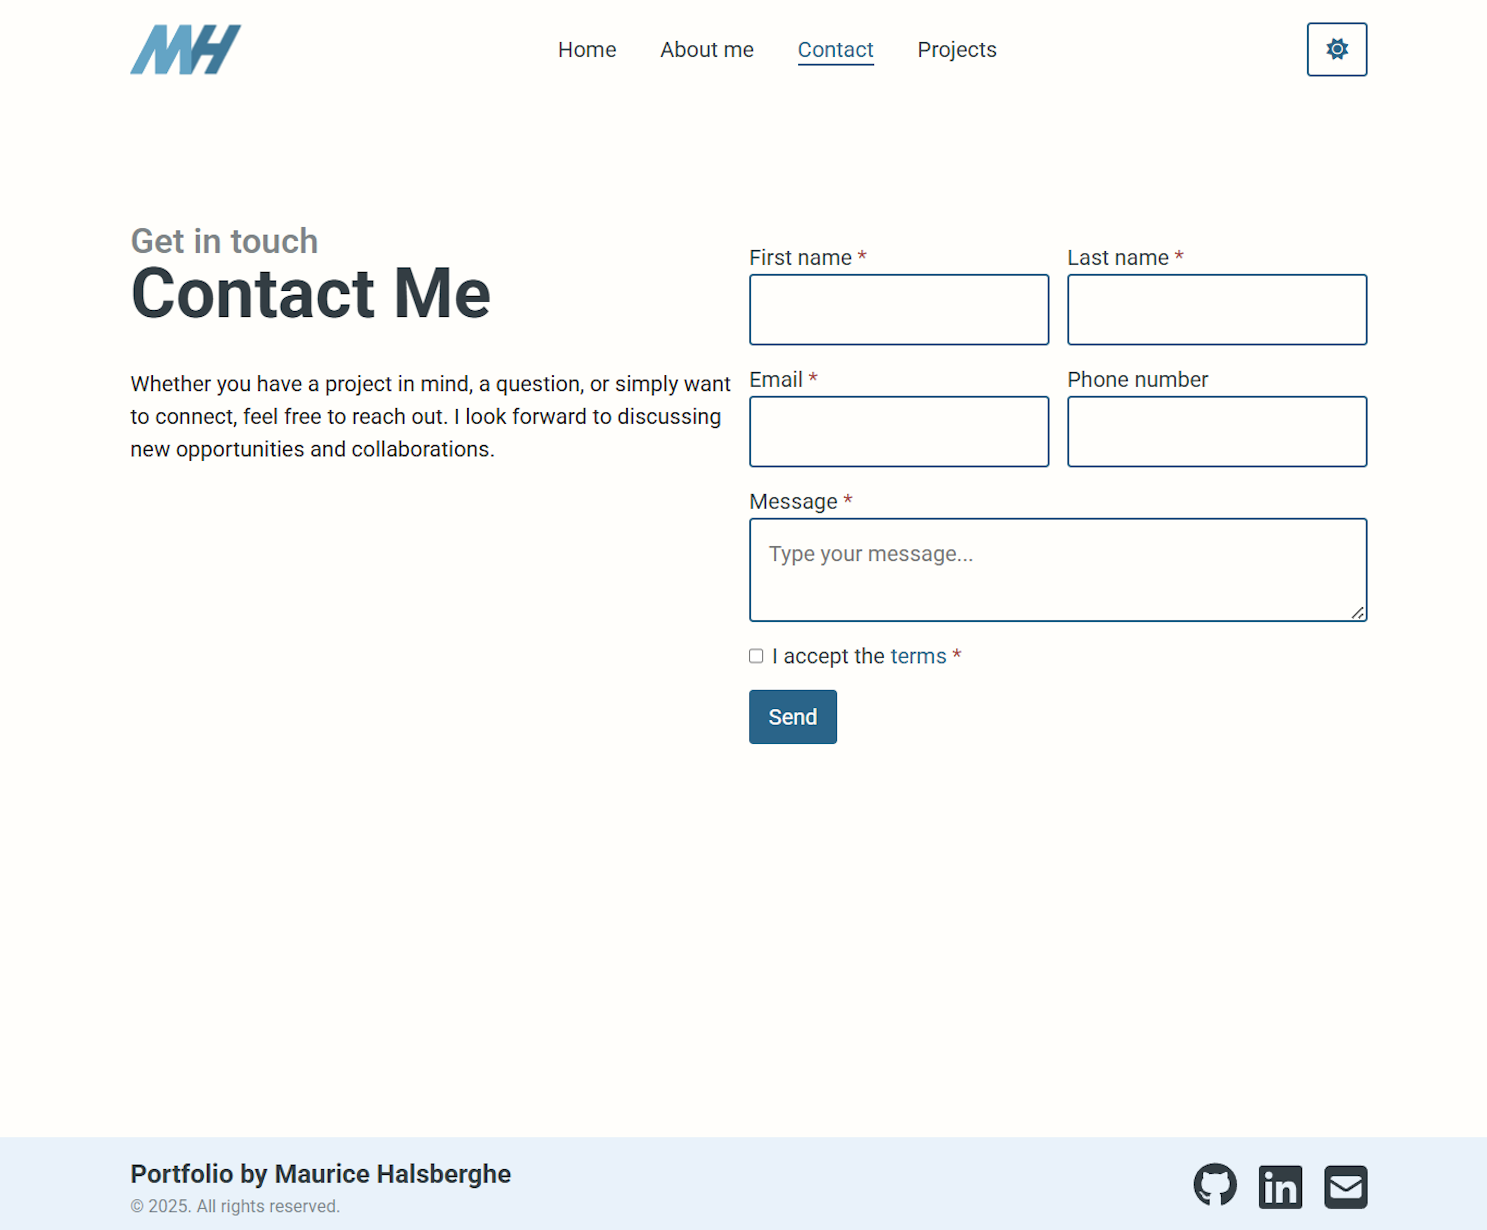 MH
Home About me Contact Projects
Get in touch
Contact Me
Whether you have a project in mind, a question, or simply want
to connect, feel free to reach out. I look forward to discussing
new opportunities and collaborations.
First name * Last name *
Email * Phone number
Message *
Type your message...
I accept the terms *
Send
Portfolio by Maurice Halsberghe
© 2025. All rights reserved.
in